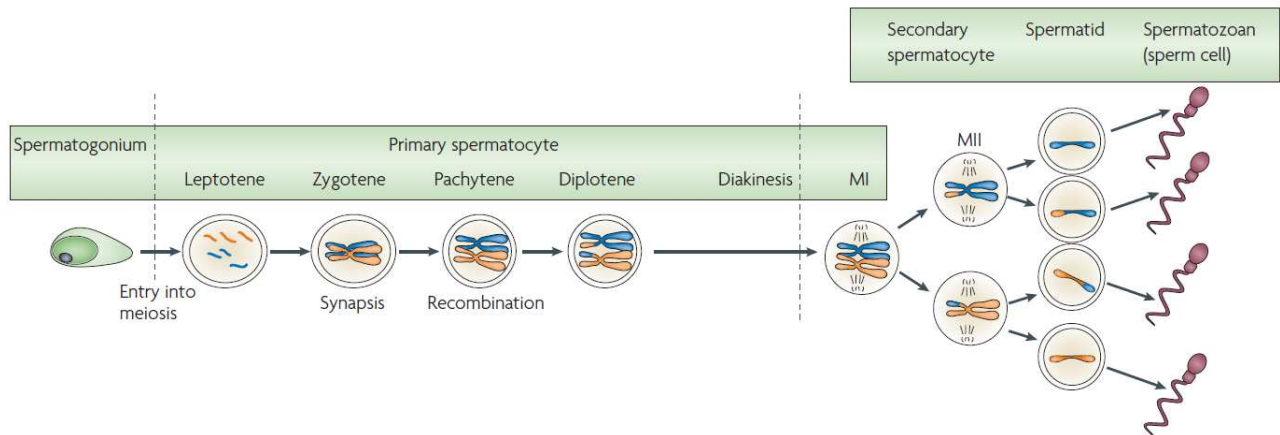 Secondary
spermatocyte
Spermatid
Spermatozoan
(sperm cell)
Spermatogonium
Primary spermatocyte
Leptotene
Zygotene
Pachytene
Diplotene
Diakinesis
MI
MII
Entry into
meiosis
Synapsis
Recombination